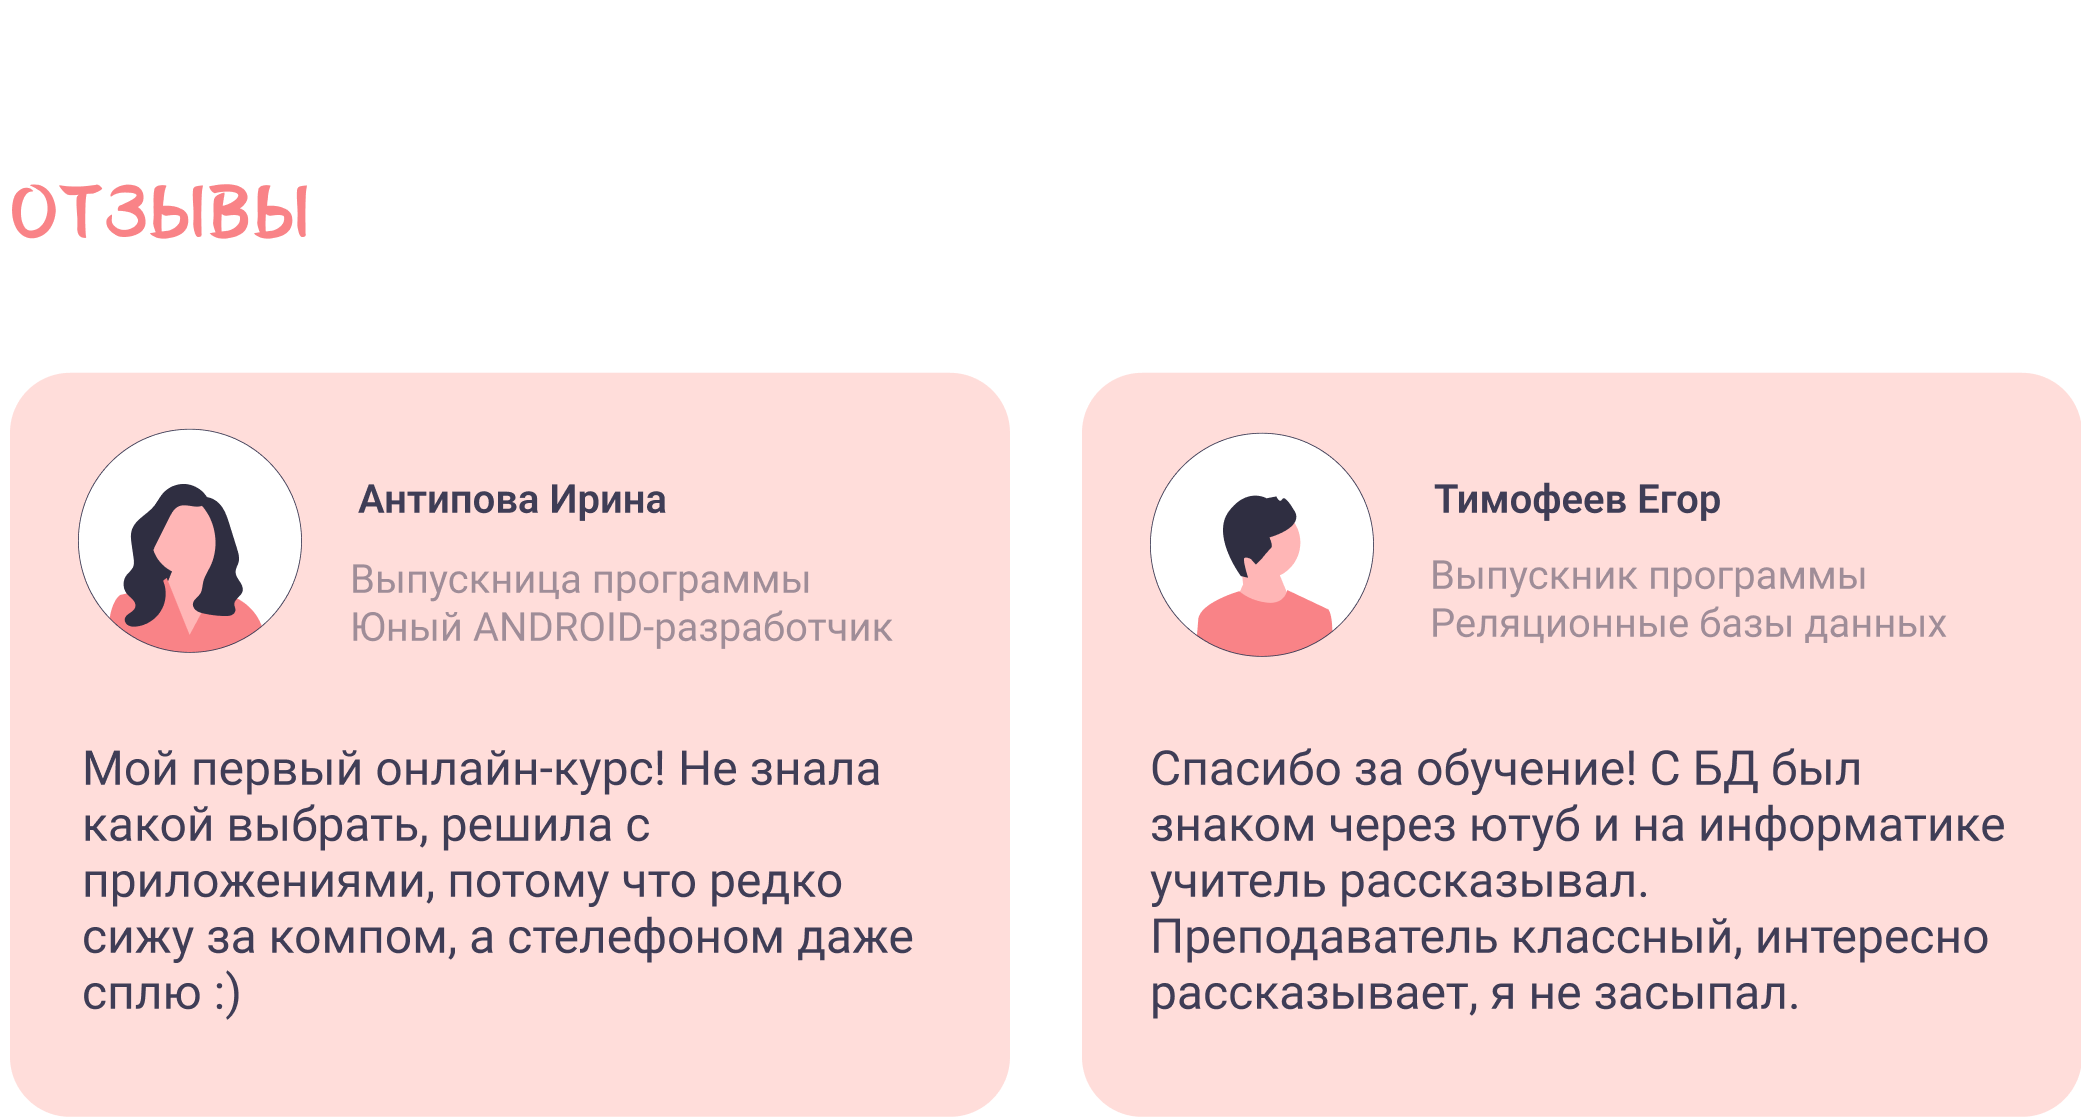 ОТЗЫВЫ
Антипова Ирина
Выпускница программы
Юный ANDROID-разработчик
Мой первый онлайн-курс! Не знала
какой выбрать, решила с
приложениями, потому что редко
сижу за компом, а стелефоном даже
сплю :)
Тимофеев Егор
Выпускник программы
Реляционные базы данных
Спасибо за обучение! С БД был
знаком через ютуб и на информатике
учитель рассказывал.
Преподаватель классный, интересно
рассказывает, я не засыпал.